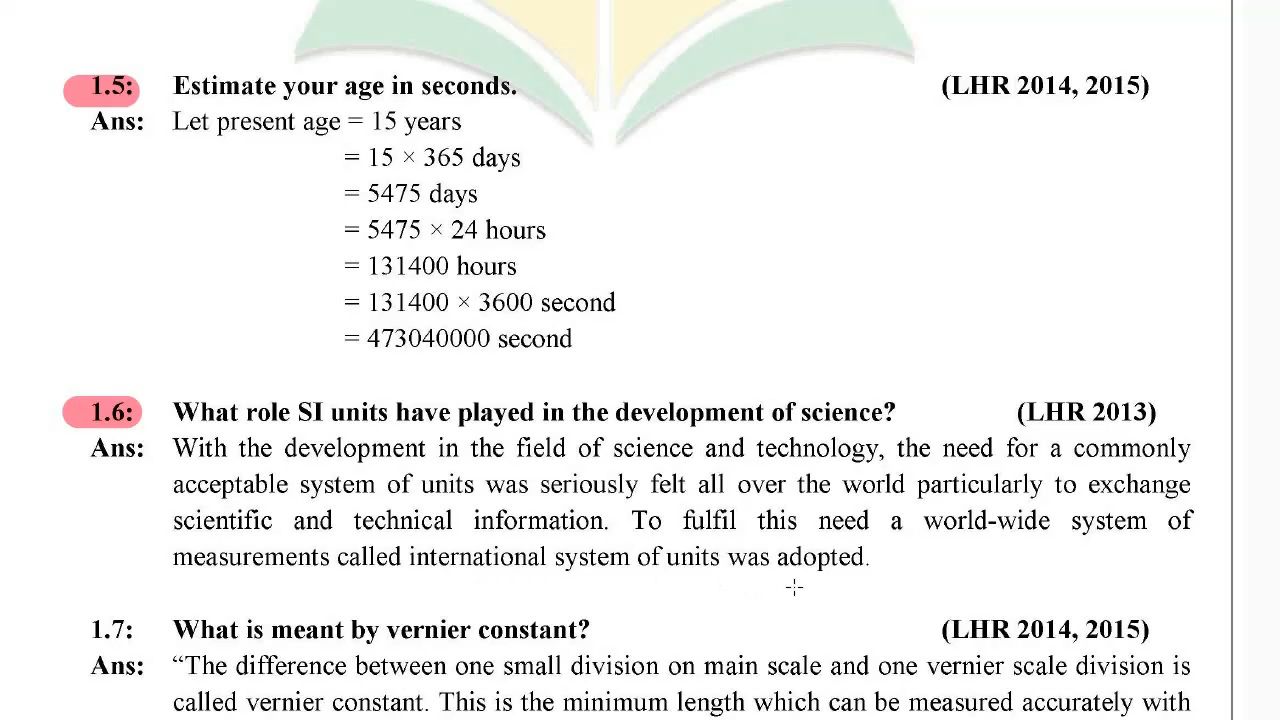 1.5: Estimate your age in seconds. (LHR 2014, 2015)
Ans: Let present age = 15 years
= 15 × 365 days
= 5475 days
= 5475 × 24 hours
= 131400 hours
= 131400 × 3600 second
= 473040000 second
1.6: What role SI units have played in the development of science? (LHR 2013)
Ans: With the development in the field of science and technology, the need for a commonly
acceptable system of units was seriously felt all over the world particularly to exchange
scientific and technical information. To fulfil this need a world-wide system of
measurements called international system of units was adopted.
1.7: What is meant by vernier constant? (LHR 2014, 2015)
Ans: “The difference between one small division on main scale and one vernier scale division is
called vernier constant. This is the minimum length which can be measured accurately with